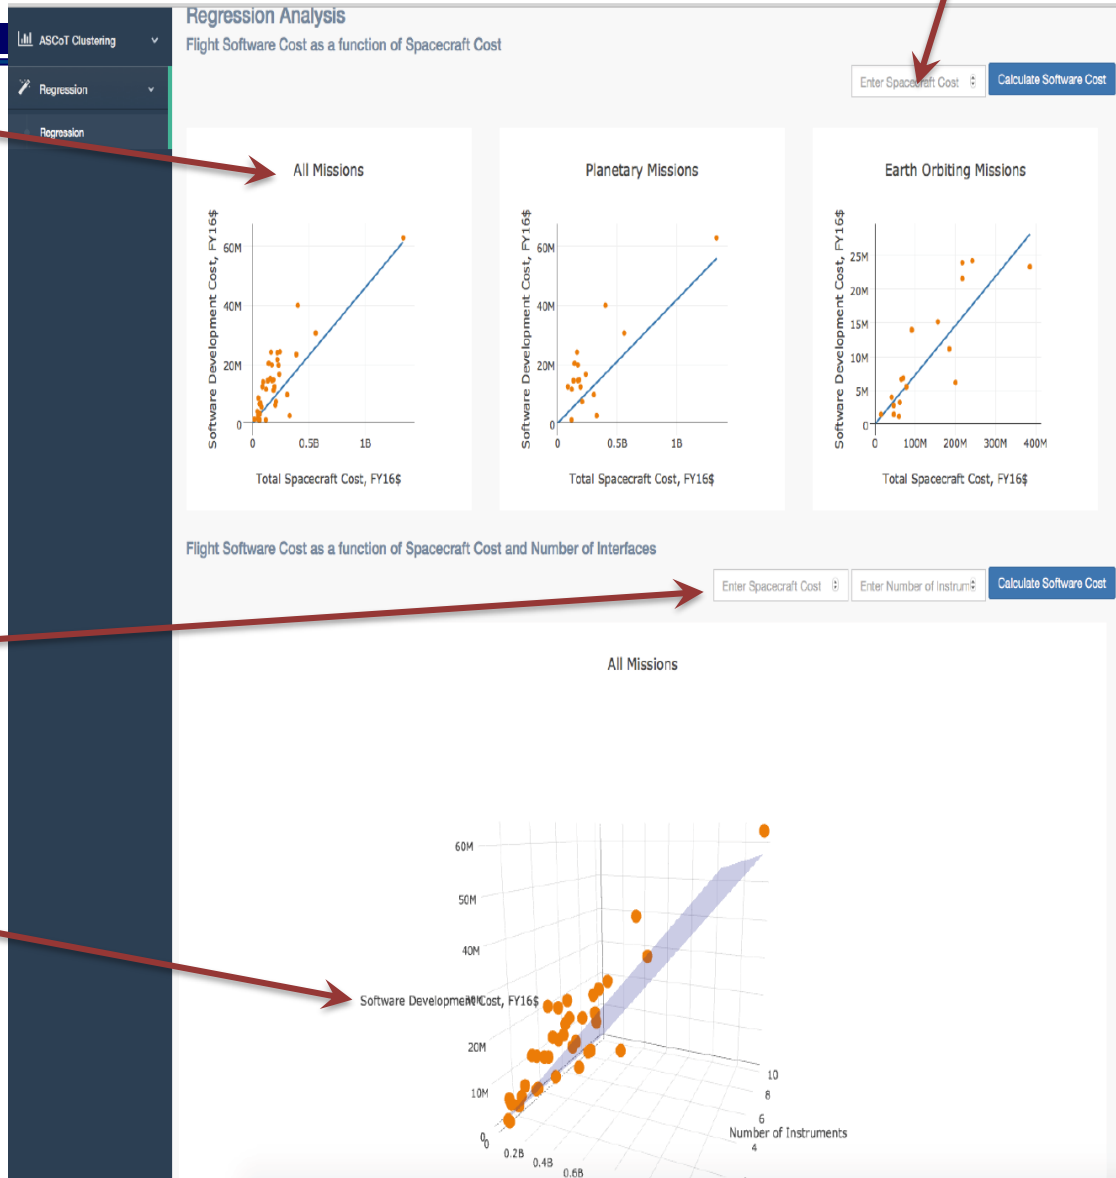 Regression Analysis
ASCoT Clustering
Flight Software Cost as a function of Spacecraft Cost
Regression
Enter Spacecraft Cost
Calculate Software Cost
Regression
All Missions
Planetary Missions
Earth Orbiting Missions
Software Development Cost, FY16$
60M
40M
20M
0
0
0.5B
1B
Total Spacecraft Cost, FY16$
Software Development Cost, FY16$
60M
40M
20M
0
0
0.5B
1B
Total Spacecraft Cost, FY16$
Software Development Cost, FY16$
25M
20M
15M
10M
5M
0
0
100M
200M
300M
400M
Total Spacecraft Cost, FY16$
Flight Software Cost as a function of Spacecraft Cost and Number of Interfaces
Enter Spacecraft Cost
Enter Number of Instrum
Calculate Software Cost
All Missions
60M
50M
40M
Software Development Cost, FY16$
20M
10M
0
0
0.2B
0.4B
0.6B
10
8
6
Number of Instruments
4